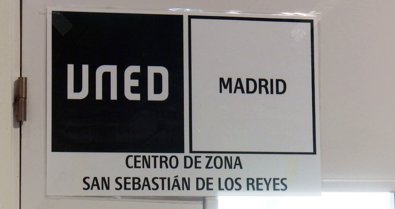 UNED
MADRID
CENTRO DE ZONA
SAN SEBASTIÁN DE LOS REYES